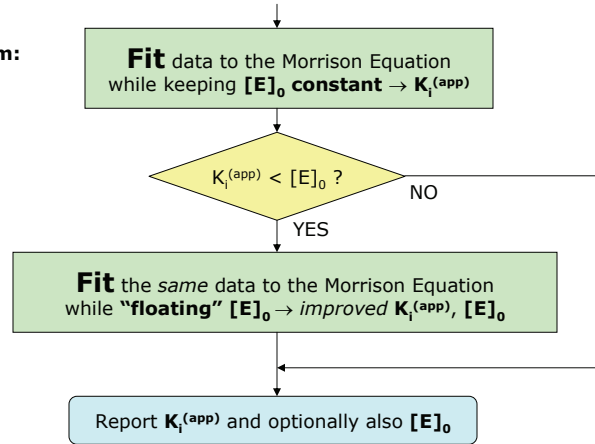 m:
Fit data to the Morrison Equation
while keeping [E]₀ constant → Kᵢ⁽ᵃᵖᵖ⁾
Kᵢ⁽ᵃᵖᵖ⁾ < [E]₀ ?
NO
YES
Fit the same data to the Morrison Equation
while “floating” [E]₀ → improved Kᵢ⁽ᵃᵖᵖ⁾, [E]₀
Report Kᵢ⁽ᵃᵖᵖ⁾ and optionally also [E]₀